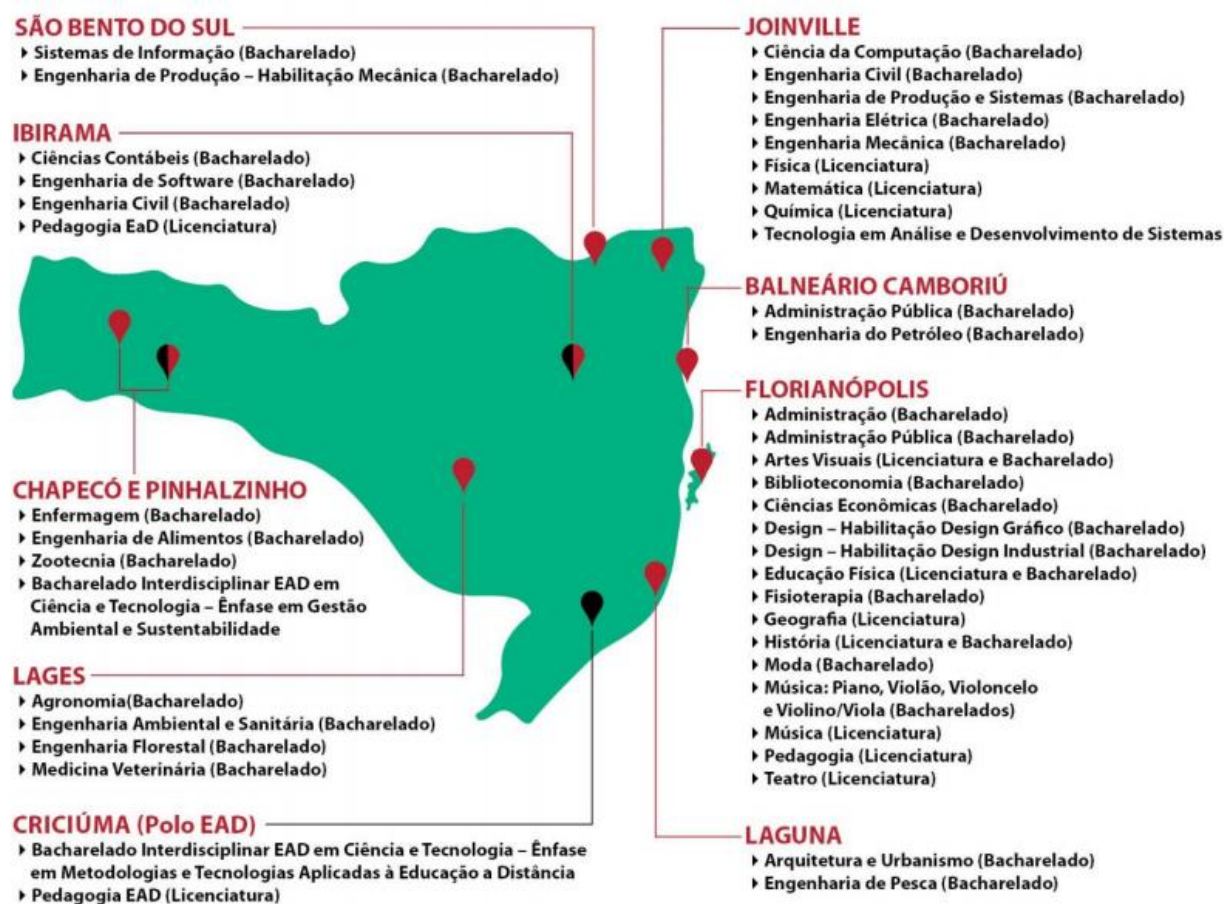 SÃO BENTO DO SUL
Sistemas de Informação (Bacharelado)
Engenharia de Produção – Habilitação Mecânica (Bacharelado)
IBIRAMA
Ciências Contábeis (Bacharelado)
Engenharia de Software (Bacharelado)
Engenharia Civil (Bacharelado)
Pedagogia EaD (Licenciatura)
CHAPECÓ E PINHALZINHO
Enfermagem (Bacharelado)
Engenharia de Alimentos (Bacharelado)
Zootecnia (Bacharelado)
Bacharelado Interdisciplinar EAD em
Ciência e Tecnologia – Ênfase em Gestão
Ambiental e Sustentabilidade
LAGES
Agronomia(Bacharelado)
Engenharia Ambiental e Sanitária (Bacharelado)
Engenharia Florestal (Bacharelado)
Medicina Veterinária (Bacharelado)
CRICIÚMA (Polo EAD)
Bacharelado Interdisciplinar EAD em Ciência e Tecnologia – Ênfase
em Metodologias e Tecnologias Aplicadas à Educação a Distância
Pedagogia EAD (Licenciatura)
JOINVILLE
Ciência da Computação (Bacharelado)
Engenharia Civil (Bacharelado)
Engenharia de Produção e Sistemas (Bacharelado)
Engenharia Elétrica (Bacharelado)
Engenharia Mecânica (Bacharelado)
Física (Licenciatura)
Matemática (Licenciatura)
Química (Licenciatura)
Tecnologia em Análise e Desenvolvimento de Sistemas
BALNEÁRIO CAMBORIÚ
Administração Pública (Bacharelado)
Engenharia do Petróleo (Bacharelado)
FLORIANÓPOLIS
Administração (Bacharelado)
Administração Pública (Bacharelado)
Artes Visuais (Licenciatura e Bacharelado)
Biblioteconomia (Bacharelado)
Ciências Econômicas (Bacharelado)
Design – Habilitação Design Gráfico (Bacharelado)
Design – Habilitação Design Industrial (Bacharelado)
Educação Física (Licenciatura e Bacharelado)
Fisioterapia (Bacharelado)
Geografia (Licenciatura)
História (Licenciatura e Bacharelado)
Moda (Bacharelado)
Música: Piano, Violão, Violoncelo
e Violino/Viola (Bacharelados)
Música (Licenciatura)
Pedagogia (Licenciatura)
Teatro (Licenciatura)
LAGUNA
Arquitetura e Urbanismo (Bacharelado)
Engenharia de Pesca (Bacharelado)